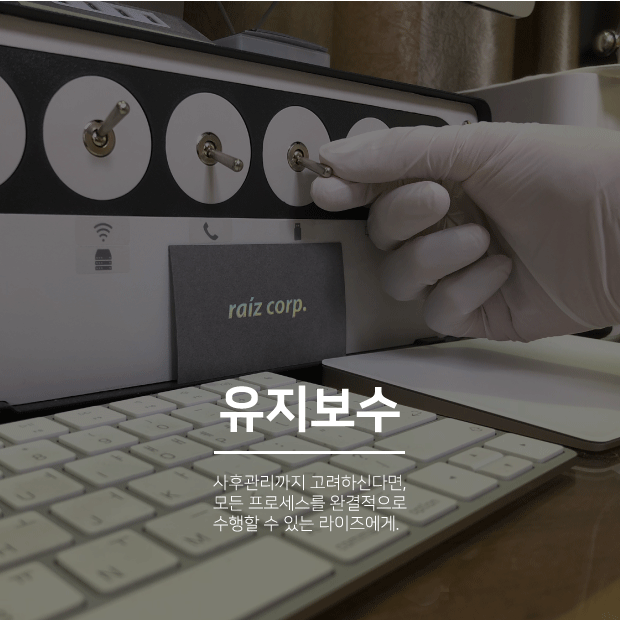 raíz corp.
유지보수
사후관리까지 고려하신다면,
모든 프로세스를 완결적으로
수행할 수 있는 라이즈에게.